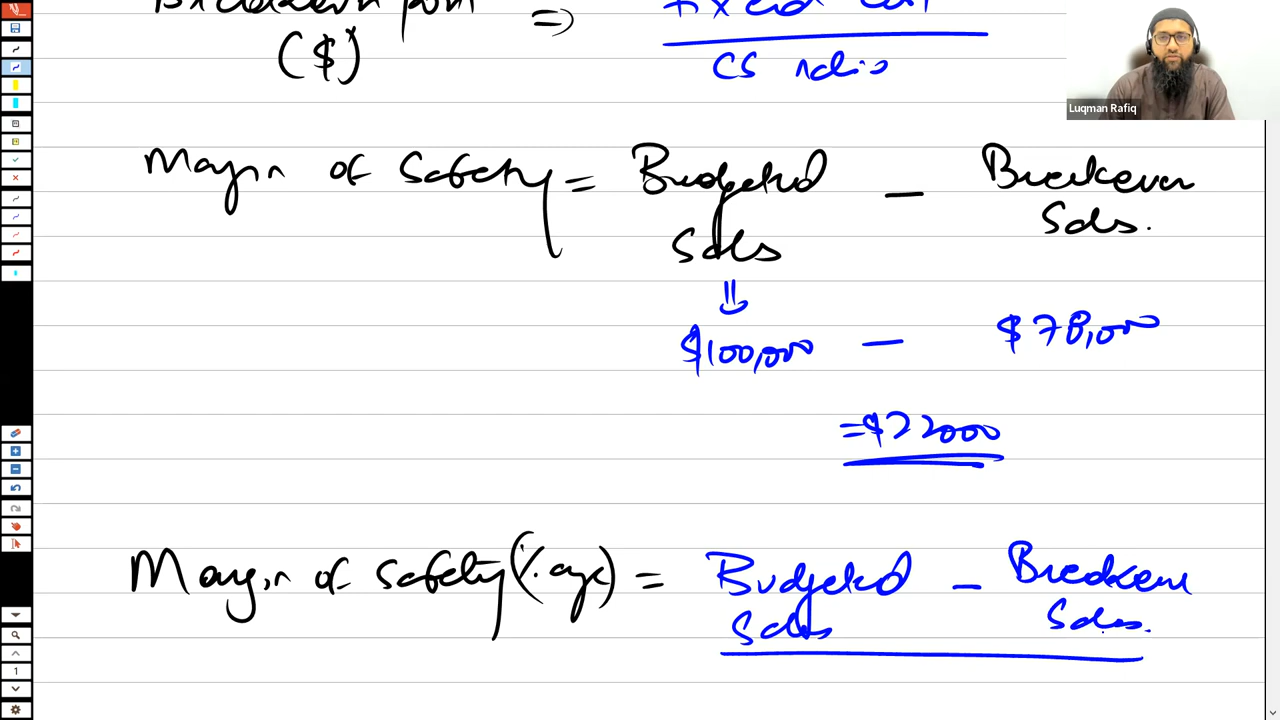 Breakeven point => Fixed Cost
($) CS ratio
Luqman Rafiq
Margin of Safety = Budgeted - Breakeven
Sales Sales.
$100,000 - $78,000
=$22000
Margin of Safety (% age) = Budgeted - Breakeven
Sales Sales.
1